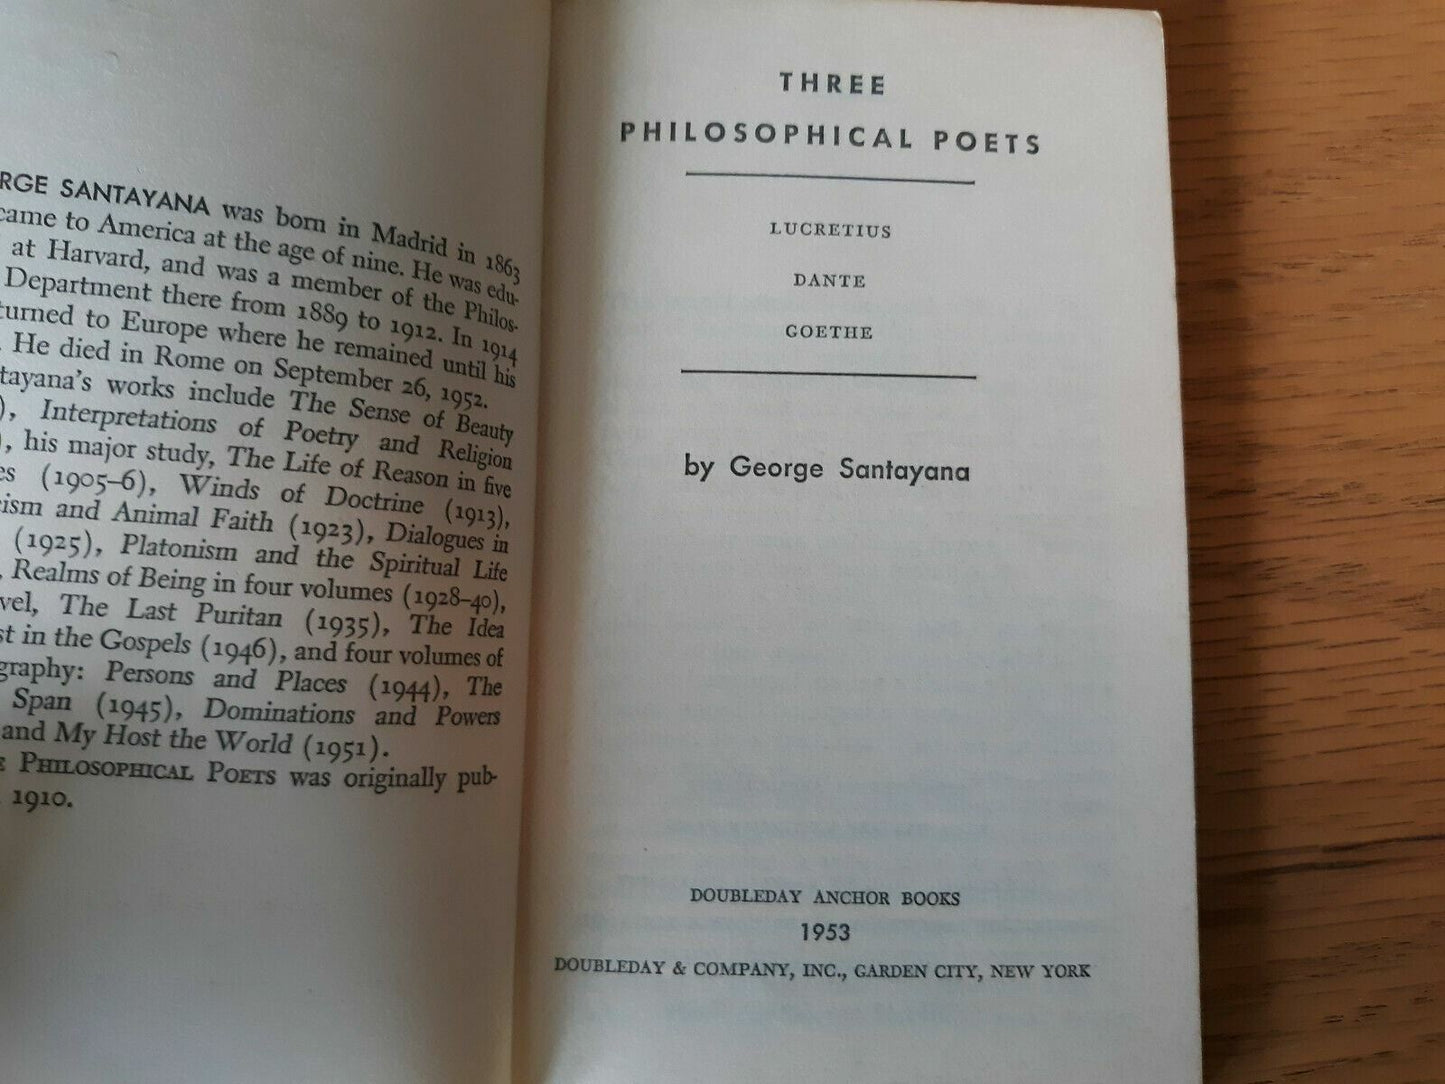 RGE SANTAYANA was born in Madrid in 1863
came to America at the age of nine. He was edu-
at Harvard, and was a member of the Philos-
Department there from 1889 to 1912. In 1914
turned to Europe where he remained until his
. He died in Rome on September 26, 1952.
tayana's works include The Sense of Beauty
), Interpretations of Poetry and Religion
), his major study, The Life of Reason in five
es (1905–6), Winds of Doctrine (1913),
cism and Animal Faith (1923), Dialogues in
(1925), Platonism and the Spiritual Life
, Realms of Being in four volumes (1928–40),
vel, The Last Puritan (1935), The Idea
st in the Gospels (1946), and four volumes of
graphy: Persons and Places (1944), The
Span (1945), Dominations and Powers
and My Host the World (1951).
E PHILOSOPHICAL POETS was originally pub-
1910.
THREE
PHILOSOPHICAL POETS
LUCRETIUS
DANTE
GOETHE
by George Santayana
DOUBLEDAY ANCHOR BOOKS
1953
DOUBLEDAY & COMPANY, INC., GARDEN CITY, NEW YORK